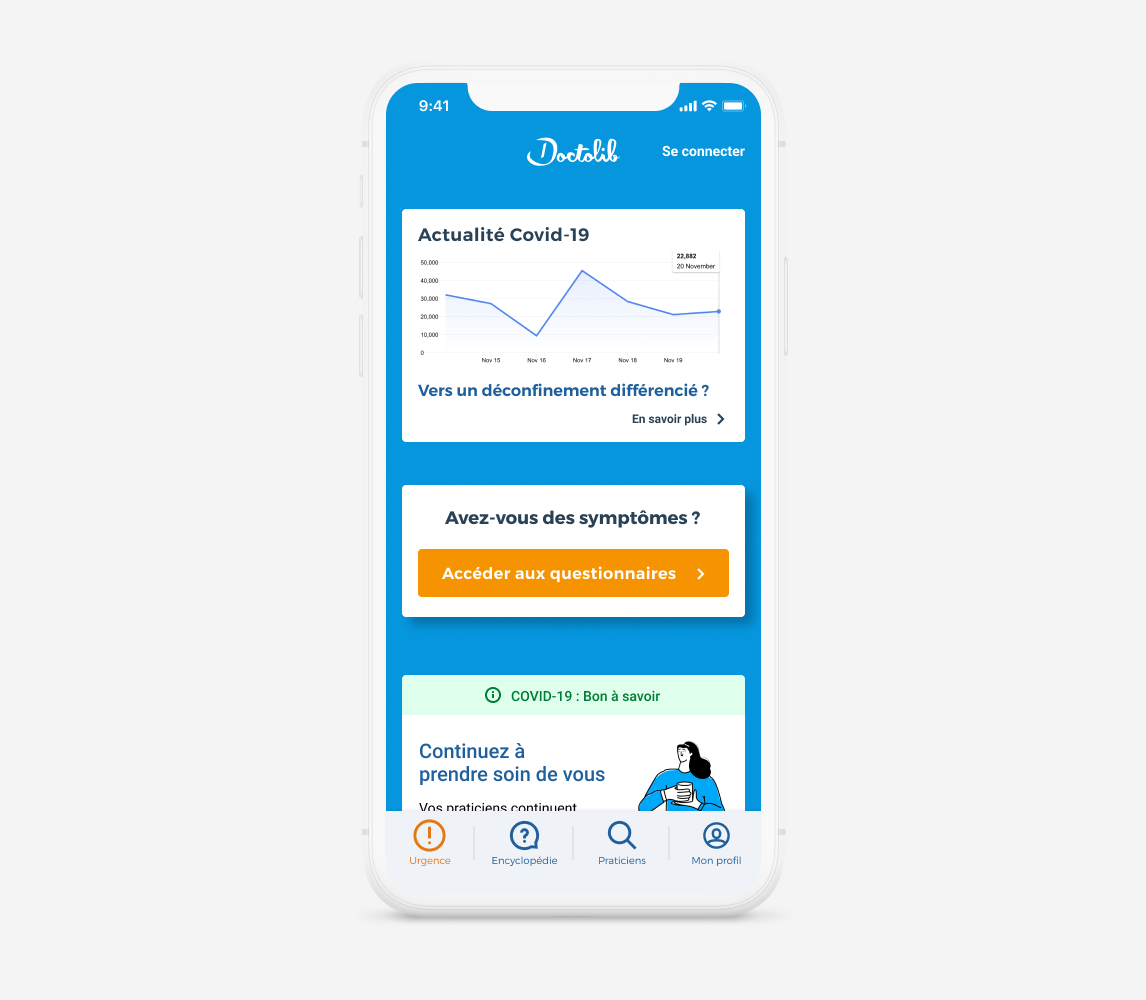 9:41
Doctolib
Se connecter
Actualité Covid-19
22,882
20 November
50,000
40,000
30,000
20,000
10,000
0
Nov 15 Nov 16 Nov 17 Nov 18 Nov 19
Vers un déconfinement différencié ?
En savoir plus
Avez-vous des symptômes ?
Accéder aux questionnaires
COVID-19 : Bon à savoir
Continuez à
prendre soin de vous
Vos praticiens continuent
Urgence Encyclopédie Praticiens Mon profil